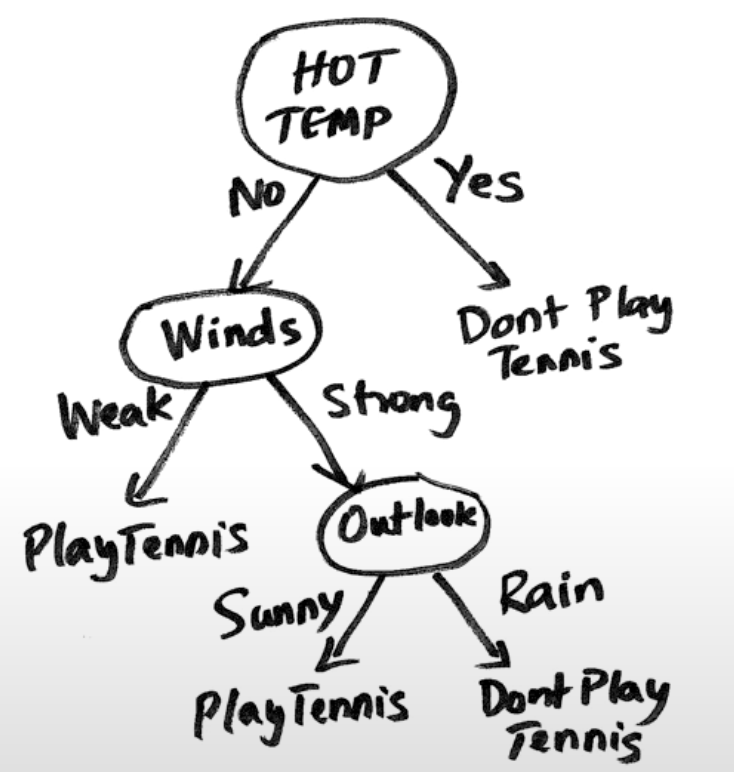 HOT
TEMP
No
Yes
Winds
Dont Play
Tennis
Weak
Strong
Outlook
PlayTennis
Sunny
Rain
PlayTennis
Dont Play
Tennis